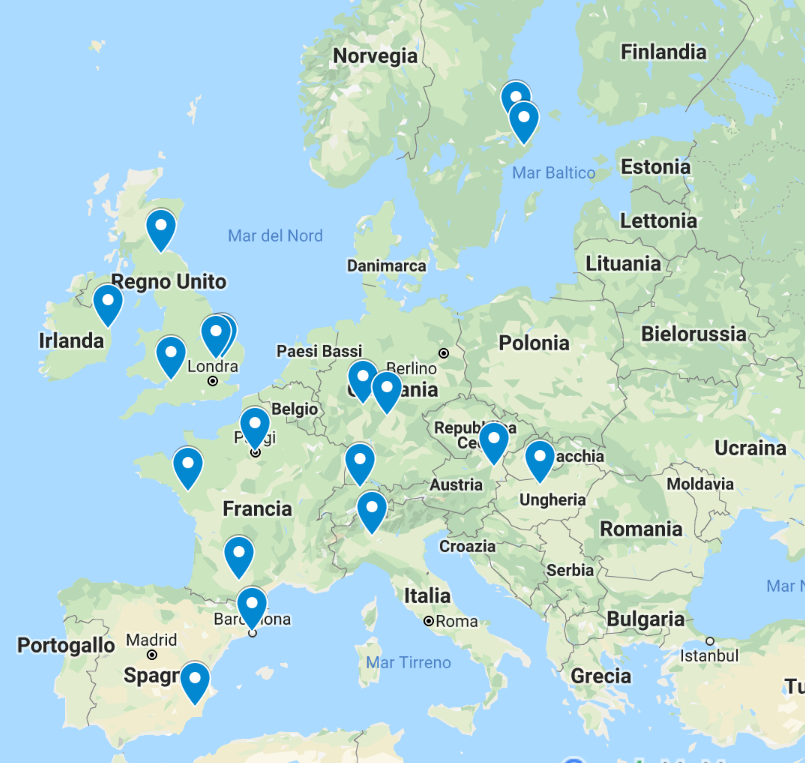 Norvegia
Finlandia
Mar Baltico
Estonia
Lettonia
Mar del Nord
Danimarca
Lituania
Regno Unito
Irlanda
Bielorussia
Polonia
Paesi Bassi
Berlino
Londra
Belgio
Ucraina
Austria
Moldavia
Ungheria
Francia
Romania
Croazia
Serbia
Italia
Roma
Bulgaria
Portogallo
Madrid
Istanbul
Mar Tirreno
Grecia